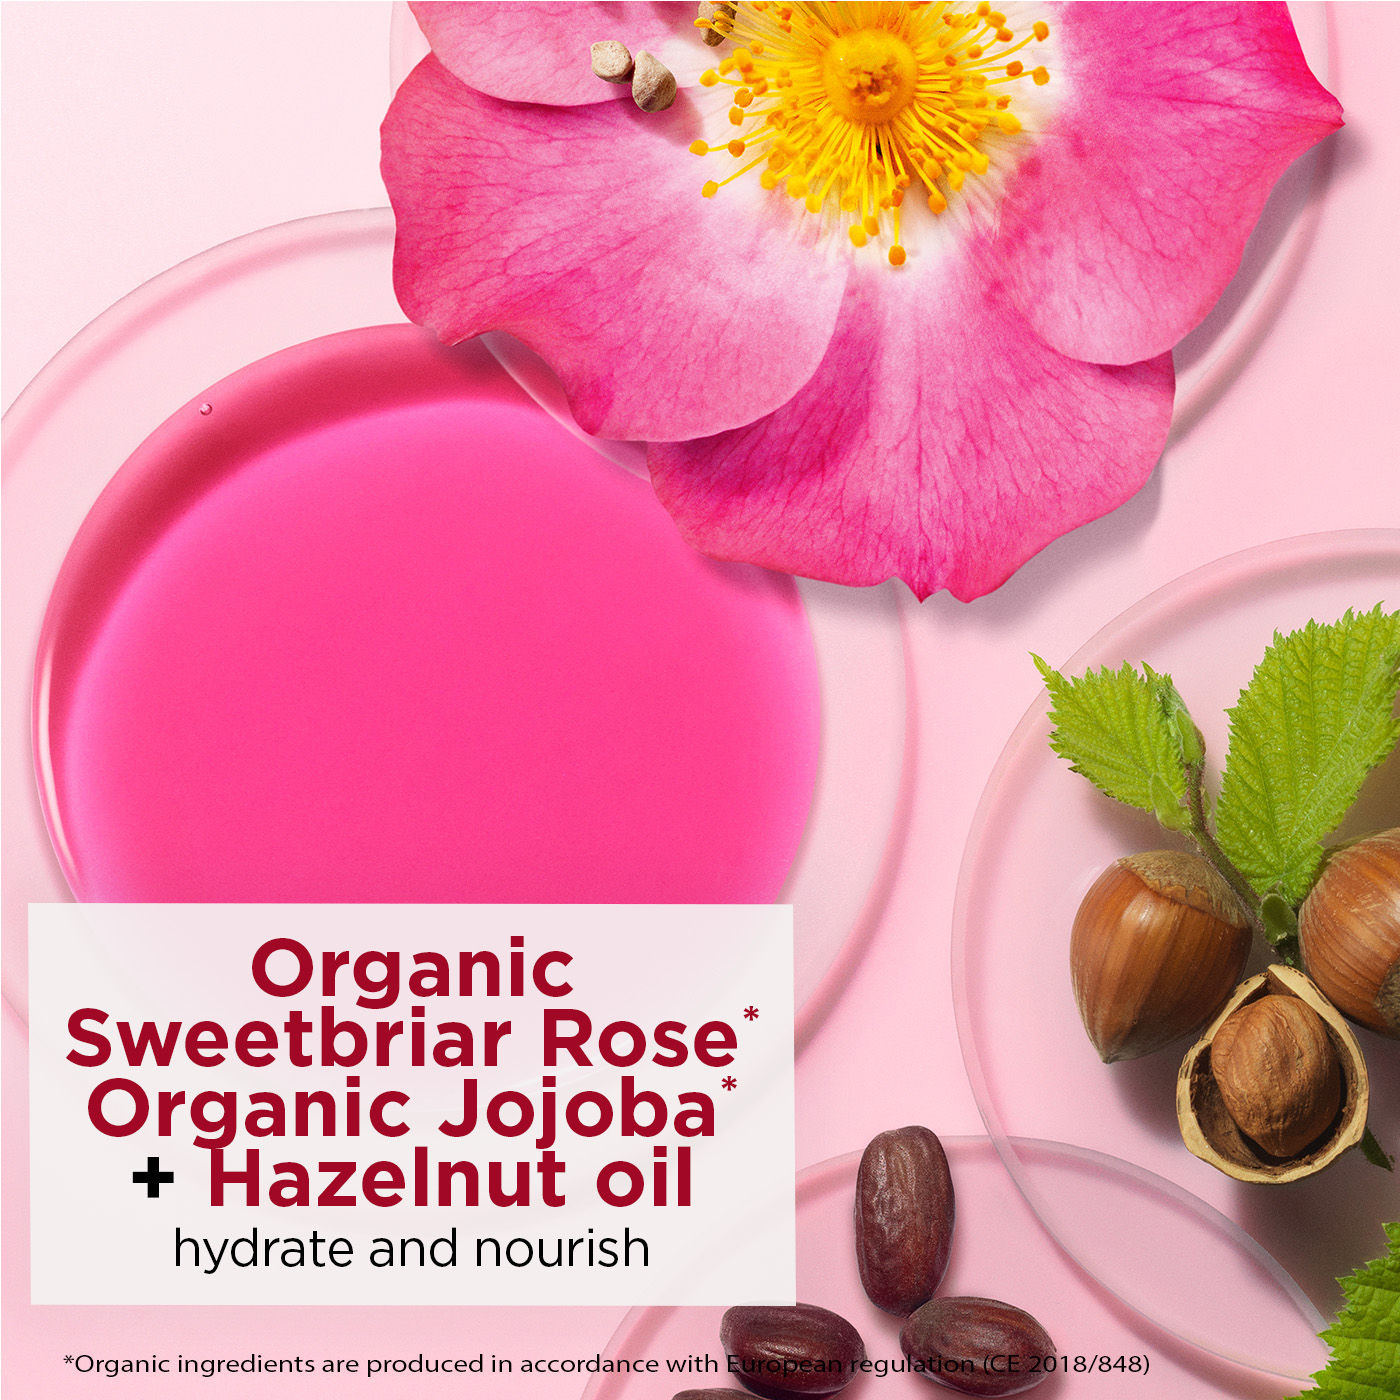 Organic
Sweetbriar Rose*
Organic Jojoba*
+ Hazelnut oil
hydrate and nourish
*Organic ingredients are produced in accordance with European regulation (CE 2018/848)